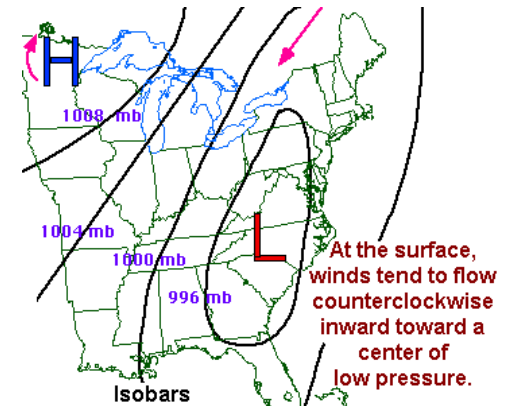 H
1008 mb
1004 mb
1000 mb
996 mb
L
At the surface,
winds tend to flow
counterclockwise
inward toward a
center of
low pressure.
Isobars